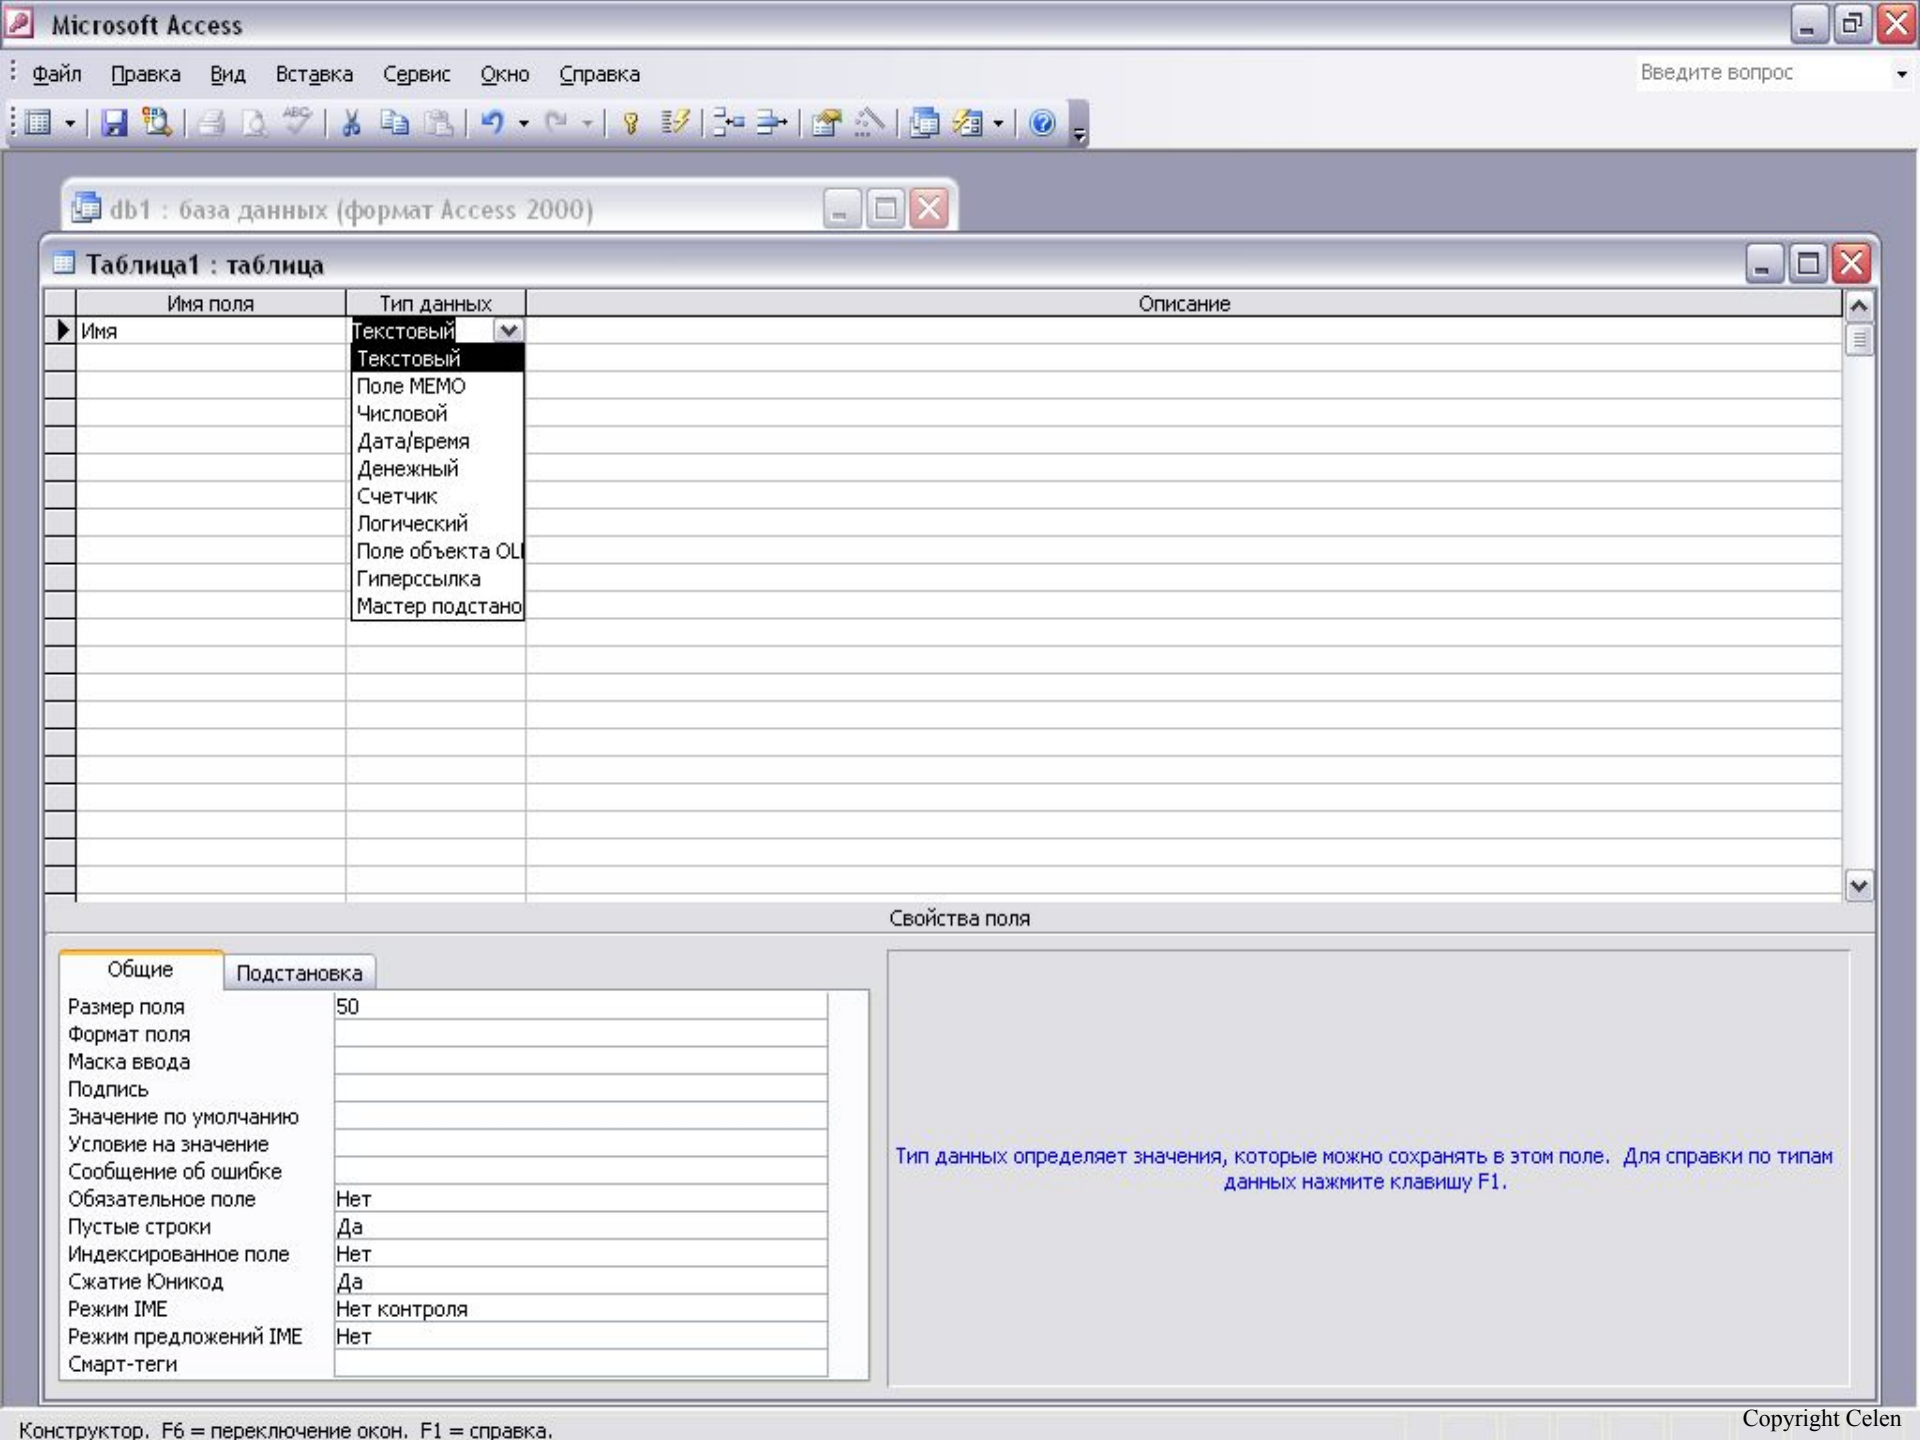 Microsoft Access
Файл Правка Вид Вставка Сервис Окно Справка
Введите вопрос
ABC
db1 : база данных (формат Access 2000)
Таблица1 : таблица
Имя поля Тип данных Описание
Имя Текстовый
Текстовый
Поле МЕМО
Числовой
Дата/время
Денежный
Счетчик
Логический
Поле объекта OL
Гиперссылка
Мастер подстано
Свойства поля
Общие Подстановка
Размер поля 50
Формат поля
Маска ввода
Подпись
Значение по умолчанию
Условие на значение
Сообщение об ошибке
Обязательное поле Нет
Пустые строки Да
Индексированное поле Нет
Сжатие Юникод Да
Режим IME Нет контроля
Режим предложений IME Нет
Смарт-теги
Тип данных определяет значения, которые можно сохранять в этом поле. Для справки по типам
данных нажмите клавишу F1.
Конструктор. F6 = переключение окон. F1 = справка.
Copyright Celen